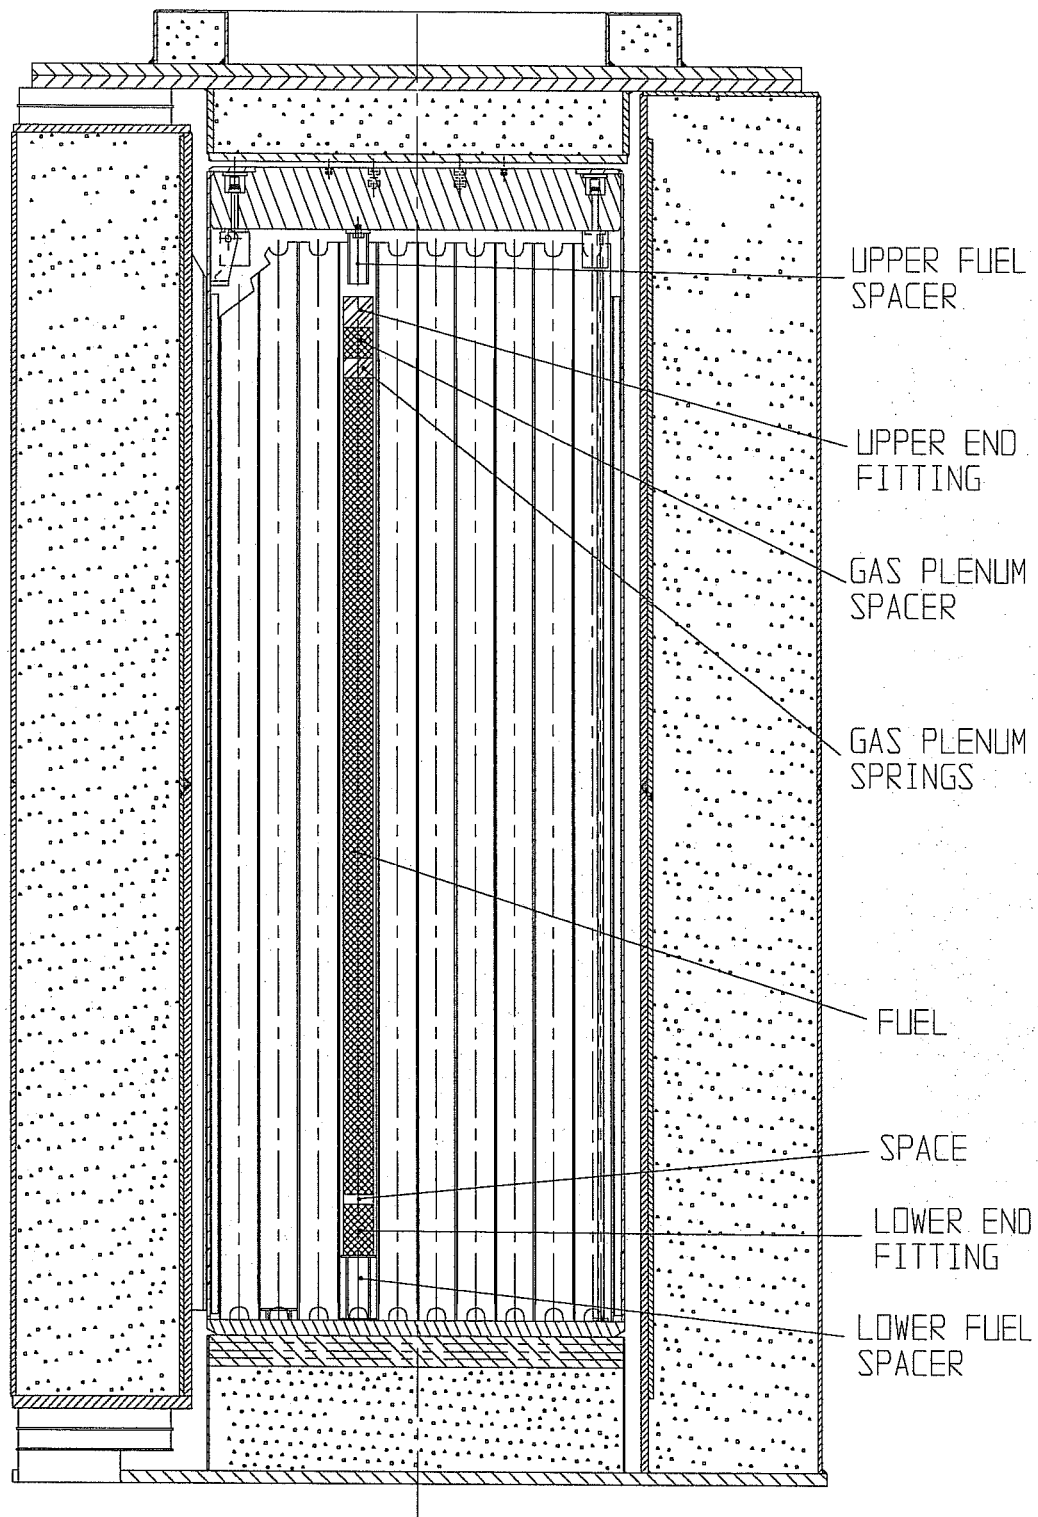 UPPER FUEL
SPACER
UPPER END
FITTING
GAS PLENUM
SPACER
GAS PLENUM
SPRINGS
FUEL
SPACE
LOWER END
FITTING
LOWER FUEL
SPACER